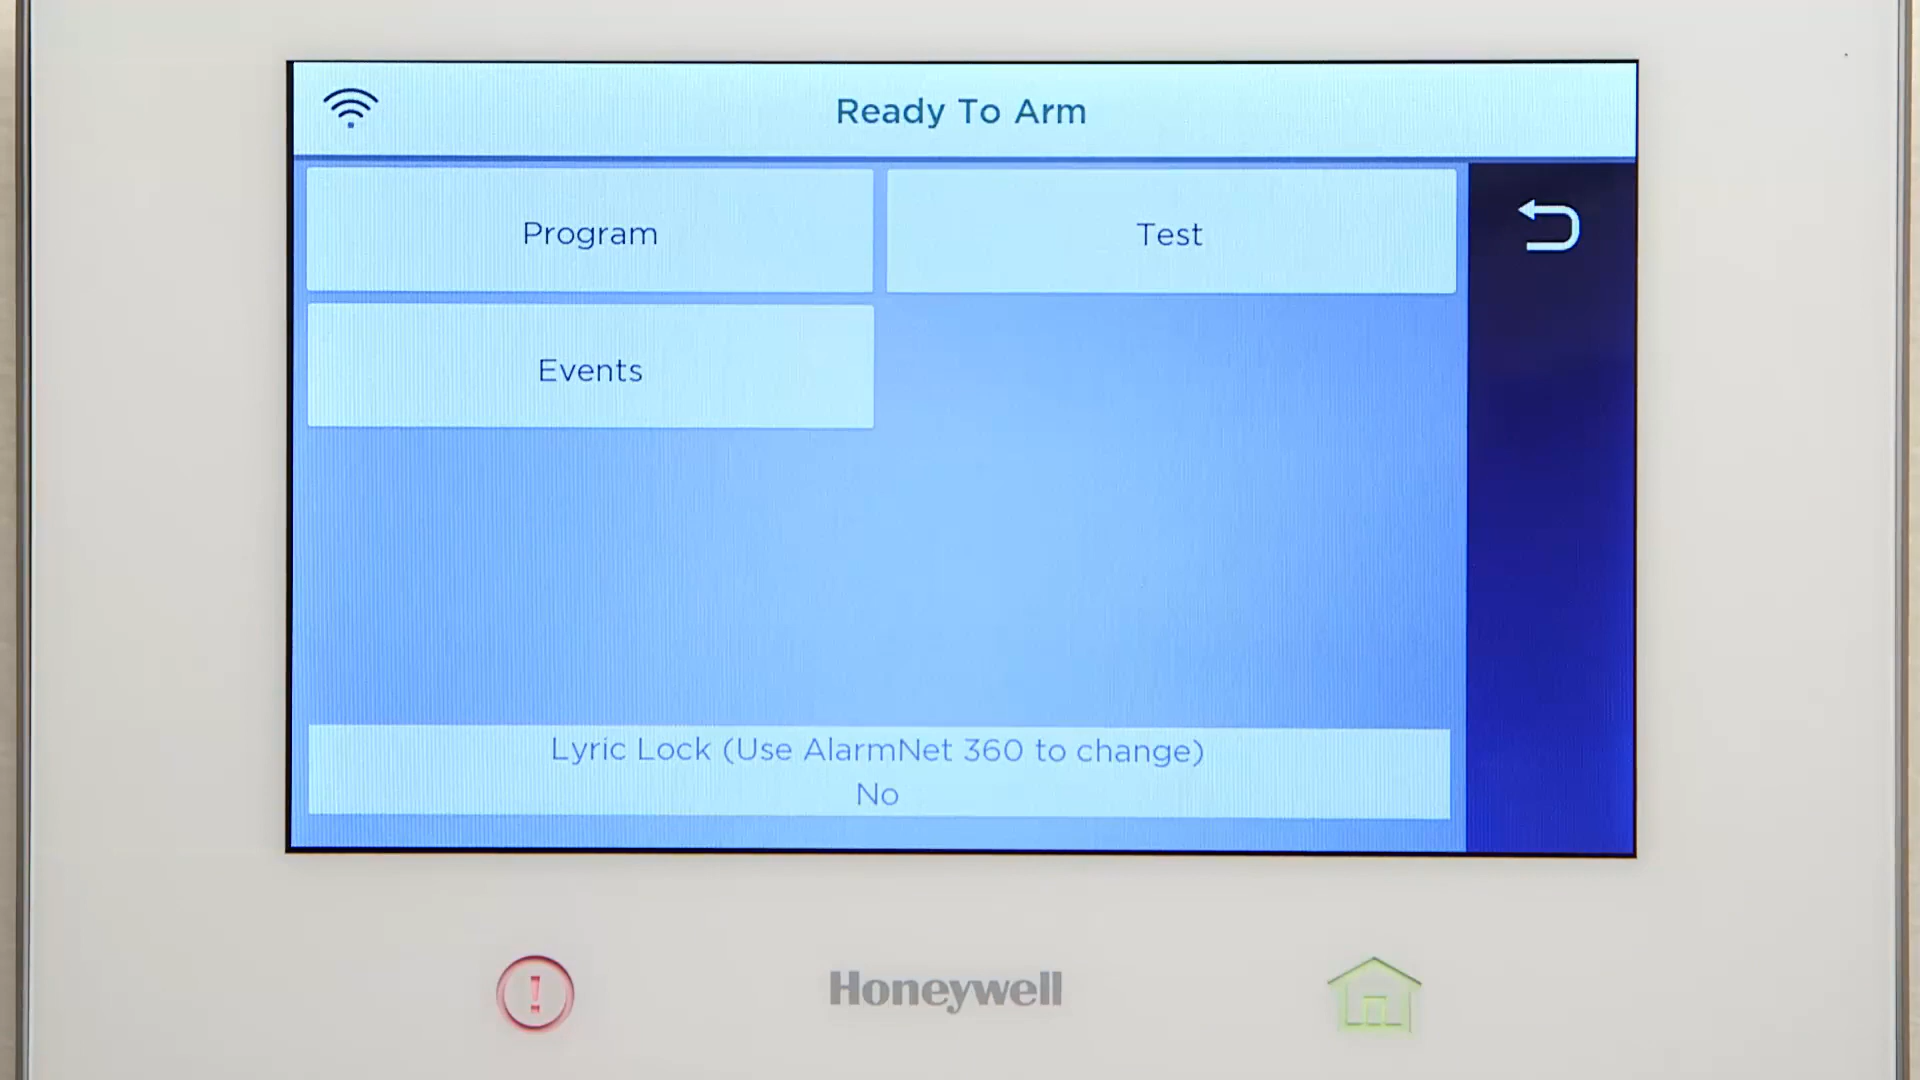 Ready To Arm
Program
Test
Events
Lyric Lock (Use AlarmNet 360 to change)
No
Honeywell